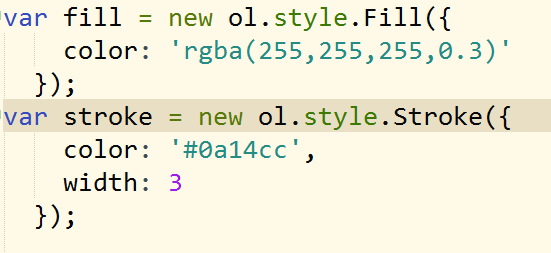 var fill = new ol.style.Fill({
    color: 'rgba(255,255,255,0.3)'
  });
var stroke = new ol.style.Stroke({
    color: '#0a14cc',
    width: 3
  });